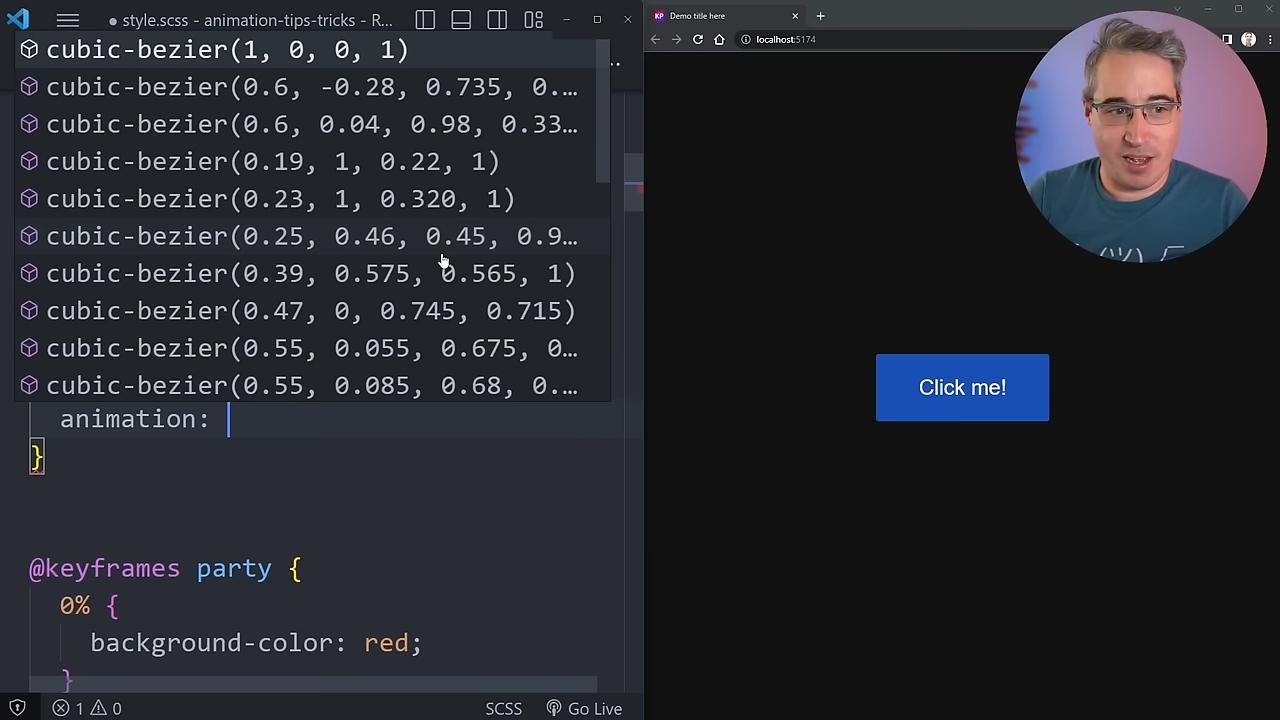 style.scss - animation-tips-tricks - R...
cubic-bezier(1, 0, 0, 1)
cubic-bezier(0.6, -0.28, 0.735, 0.…
cubic-bezier(0.6, 0.04, 0.98, 0.33…
cubic-bezier(0.19, 1, 0.22, 1)
cubic-bezier(0.23, 1, 0.320, 1)
cubic-bezier(0.25, 0.46, 0.45, 0.9…
cubic-bezier(0.39, 0.575, 0.565, 1)
cubic-bezier(0.47, 0, 0.745, 0.715)
cubic-bezier(0.55, 0.055, 0.675, 0…
cubic-bezier(0.55, 0.085, 0.68, 0.…
animation:
}
@keyframes party {
0% {
background-color: red;
}
1 0
SCSS
Go Live
KP Demo title here
localhost:5174
Click me!